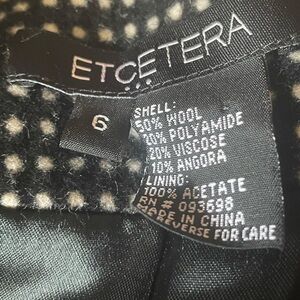 ETCETERA
6
SHELL:
50% WOOL
20% POLYAMIDE
20% VISCOSE
10% ANGORA
LINING:
100% ACETATE
RN # 093698
MADE IN CHINA
REVERSE FOR CARE